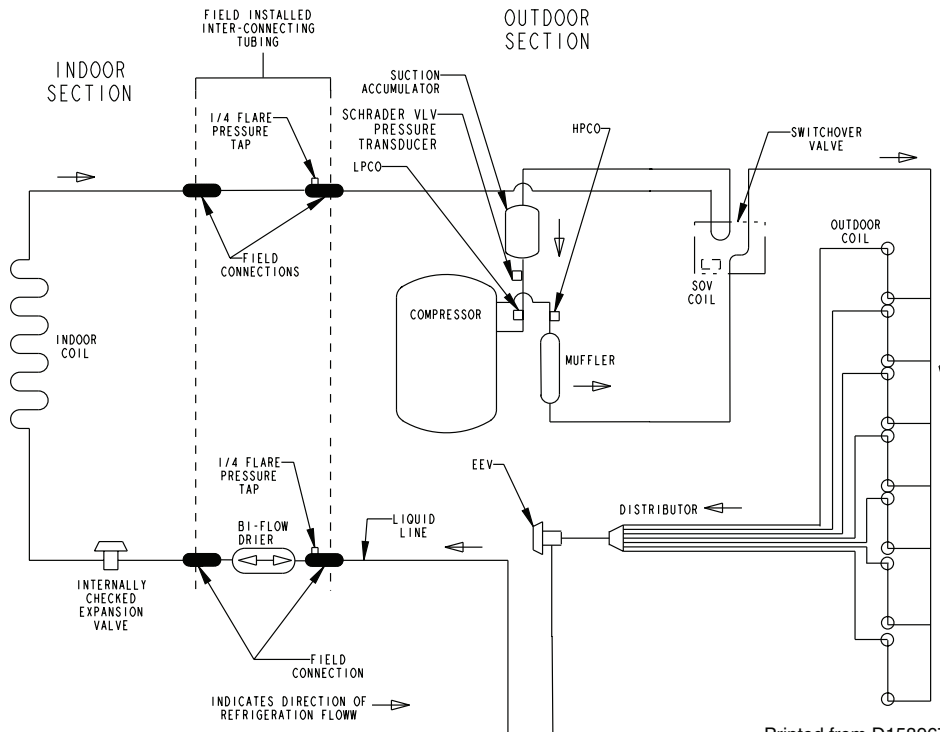 FIELD INSTALLED
INTER-CONNECTING
TUBING
OUTDOOR
SECTION
INDOOR
SECTION
SUCTION
ACCUMULATOR
1/4 FLARE
PRESSURE
TAP
SCHRADER VLV
PRESSURE
TRANSDUCER
LPCO
HPCO
SWITCHOVER
VALVE
FIELD
CONNECTIONS
OUTDOOR
COIL
SOV
COIL
COMPRESSOR
INDOOR
COIL
MUFFLER
1/4 FLARE
PRESSURE
TAP
EEV
BI-FLOW
DRIER
LIQUID
LINE
DISTRIBUTOR
INTERNALLY
CHECKED
EXPANSION
VALVE
FIELD
CONNECTION
INDICATES DIRECTION OF
REFRIGERATION FLOWW